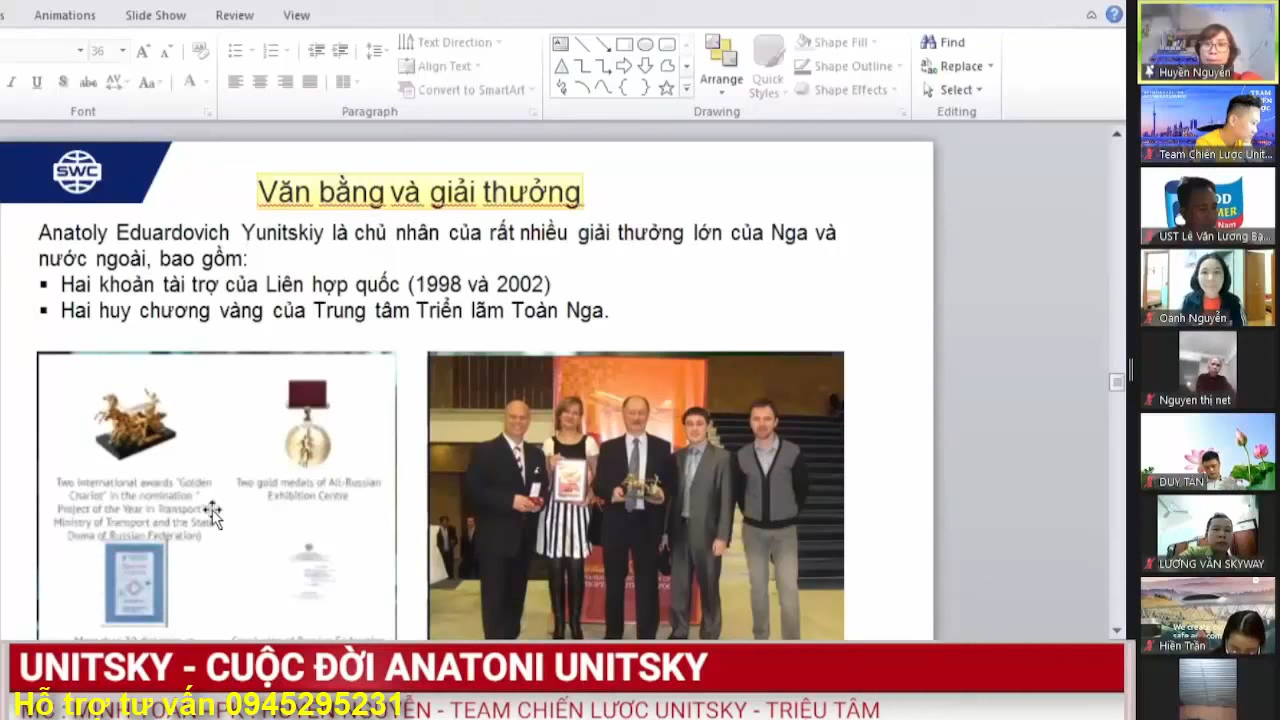 Animations Slide Show Review View
36
Text Direction
Align Text
Convert to SmartArt
Arrange
Quick Styles
Shape Fill
Shape Outline
Shape Effects
Find
Replace
Select
Font Paragraph Drawing Editing
SWC
Văn bằng và giải thưởng
Anatoly Eduardovich Yunitskiy là chủ nhân của rất nhiều giải thưởng lớn của Nga và
nước ngoài, bao gồm:
Hai khoản tài trợ của Liên hợp quốc (1998 và 2002)
Hai huy chương vàng của Trung tâm Triển lãm Toàn Nga.
Two international awards "Golden
Chariot" in the nomination "
Project of the Year in Transport
Ministry of Transport and the State
Duma of Russian Federation)
Two gold medals of All-Russian
Exhibition Centre
Huyền Nguyễn
Team Chiến Lược Unit...
UST Lê Văn Lương Ba...
Oanh Nguyễn
Nguyen thị net
DUY TAN
LƯƠNG VĂN SKYWAY
We create
Hiền Trần
UNITSKY - CUỘC ĐỜI ANATONI UNITSKY
Hỗ trợ tư vấn 0945295231
- TEAM CHIẾN LƯỢC UNITSKY - TRIỆU TÂM